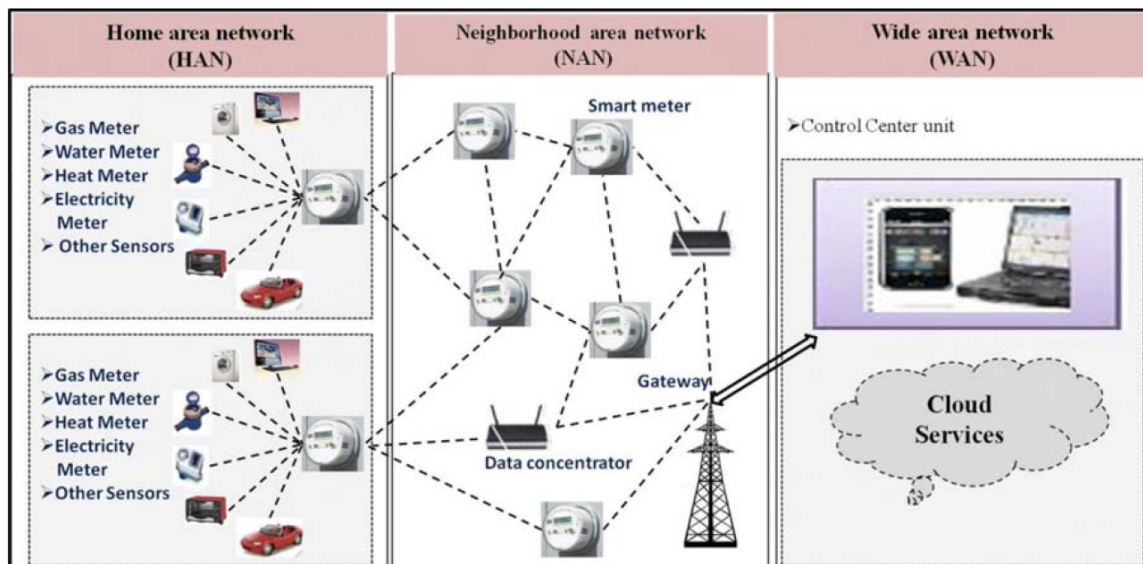 Home area network
(HAN)
Neighborhood area network
(NAN)
Wide area network
(WAN)
➢Gas Meter
➢Water Meter
➢Heat Meter
➢Electricity
Meter
➢ Other Sensors
➢Gas Meter
➢Water Meter
➢Heat Meter
➢Electricity
Meter
➢Other Sensors
Smart meter
Gateway
Data concentrator
➢Control Center unit
Cloud
Services